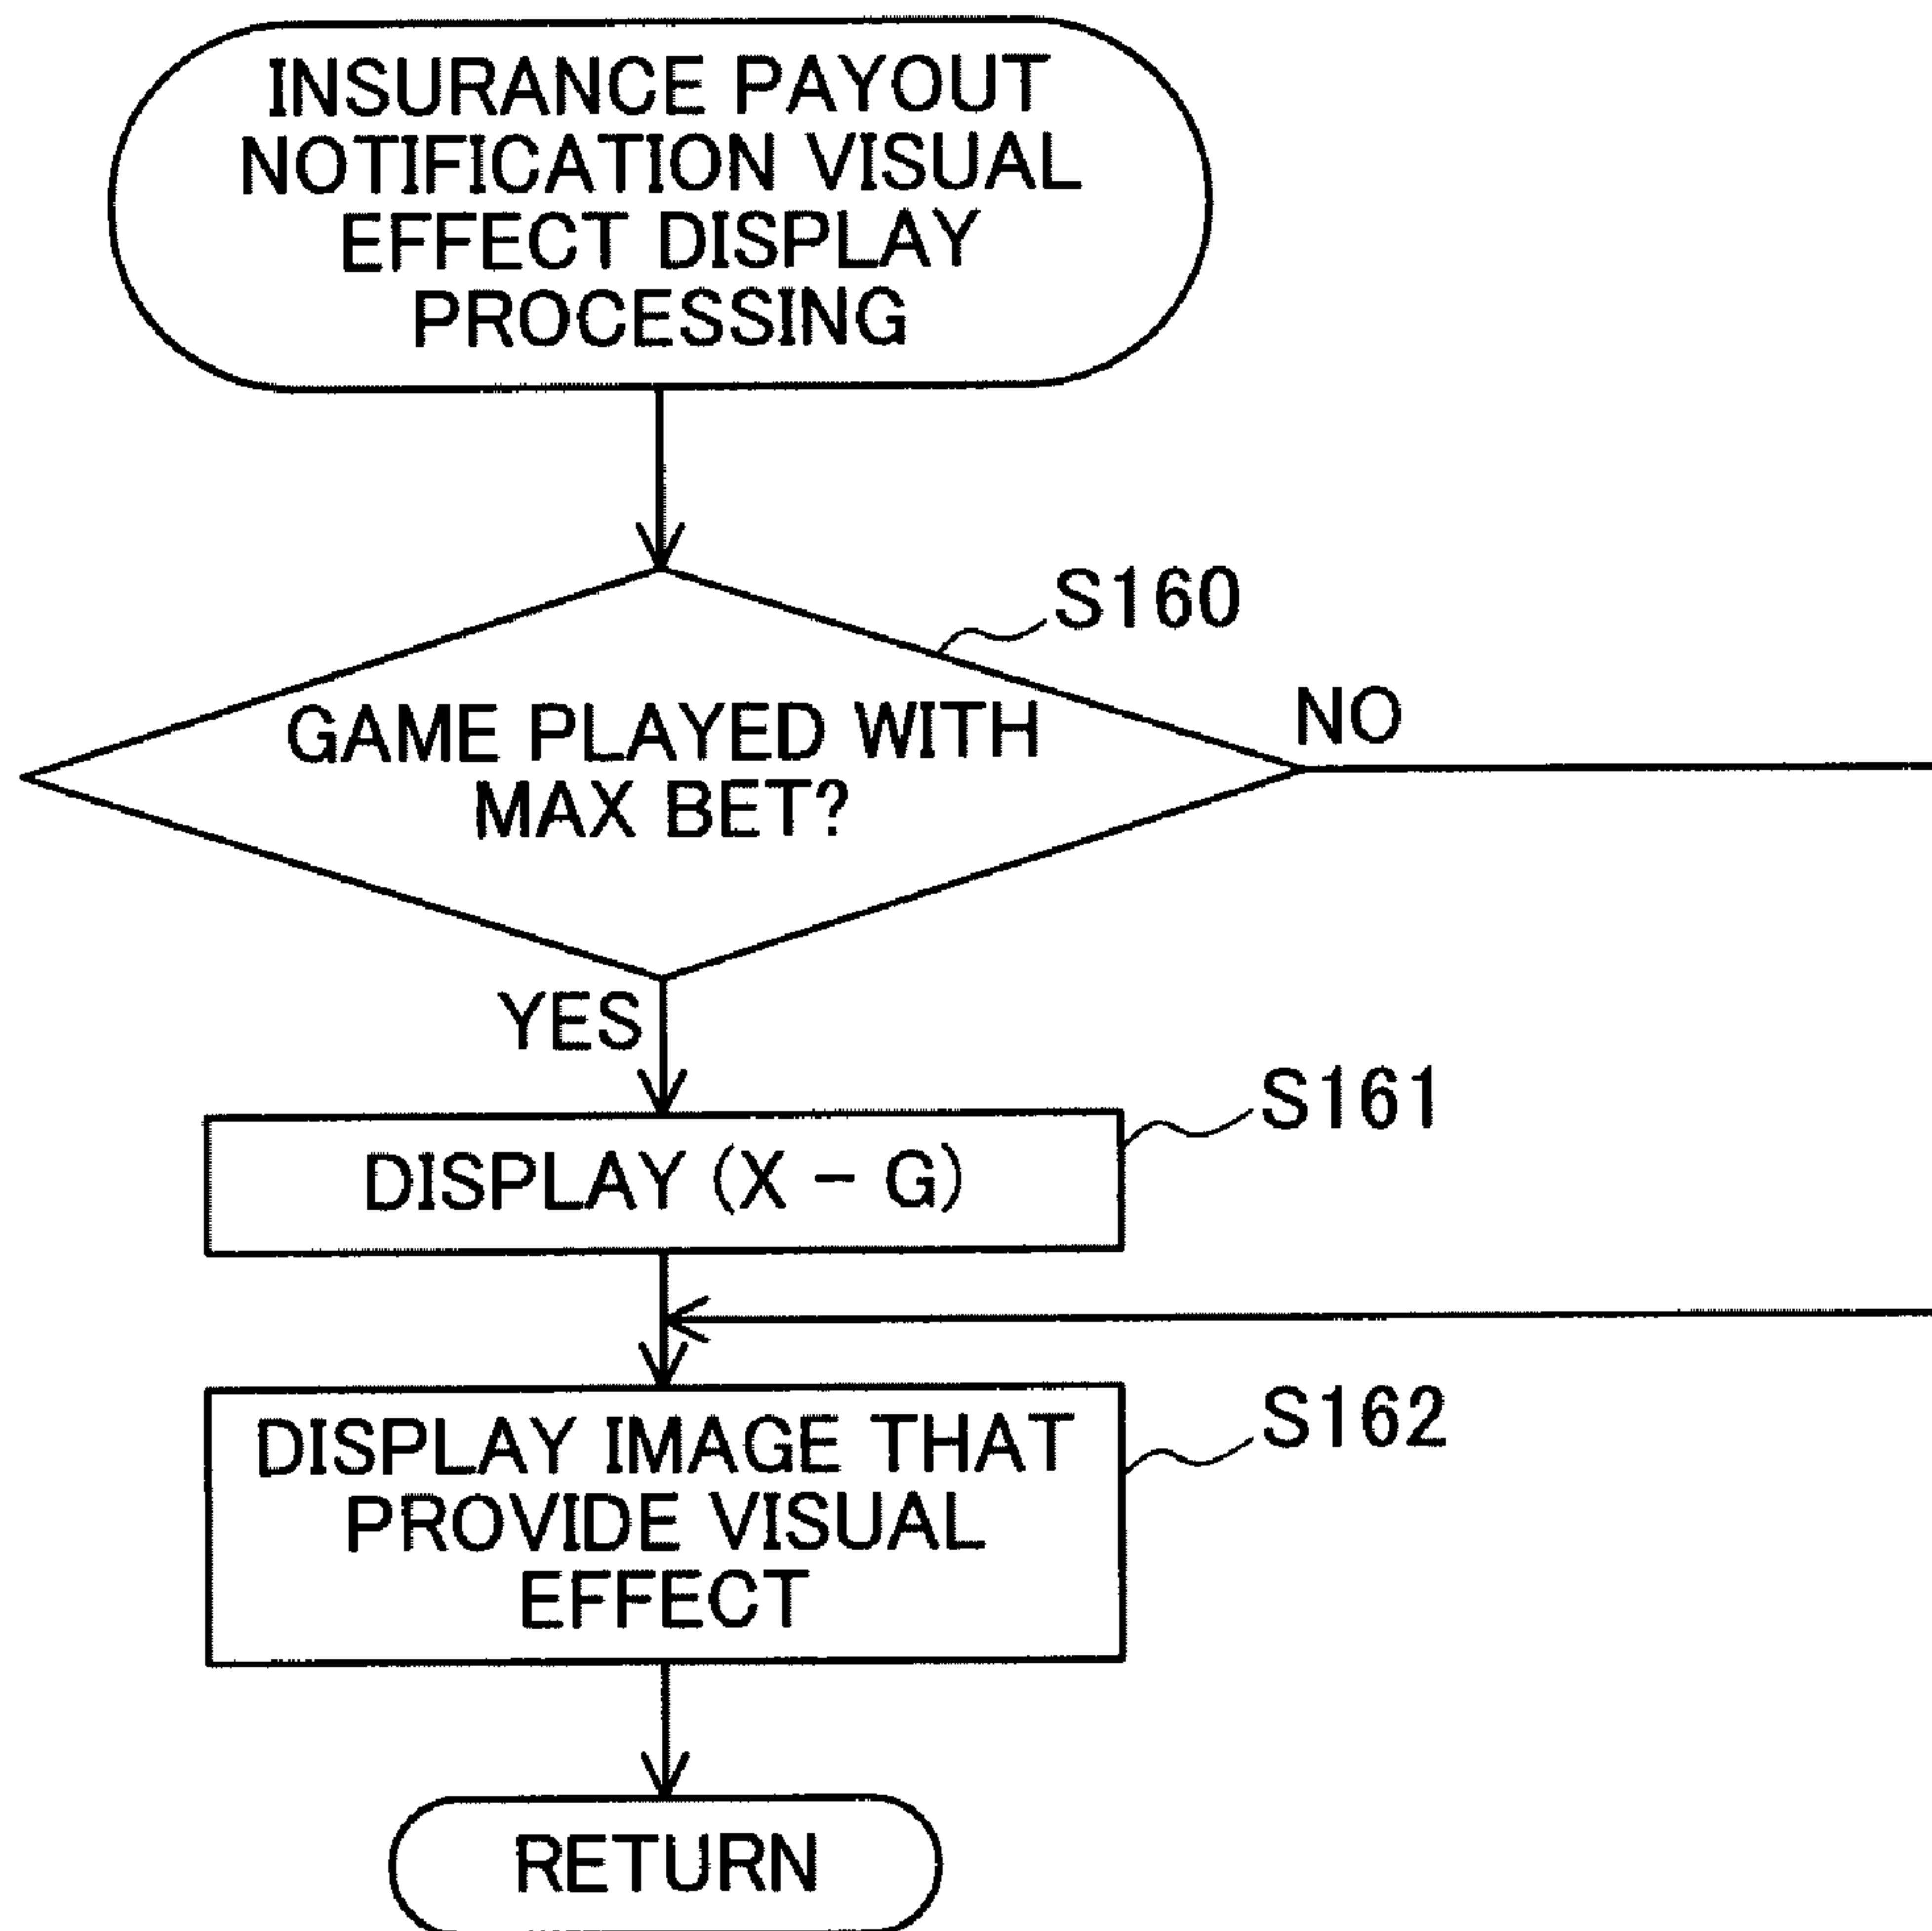 INSURANCE PAYOUT
NOTIFICATION VISUAL
EFFECT DISPLAY
PROCESSING
S160
GAME PLAYED WITH
MAX BET?
NO
YES
S161
DISPLAY (X – G)
S162
DISPLAY IMAGE THAT
PROVIDE VISUAL
EFFECT
RETURN